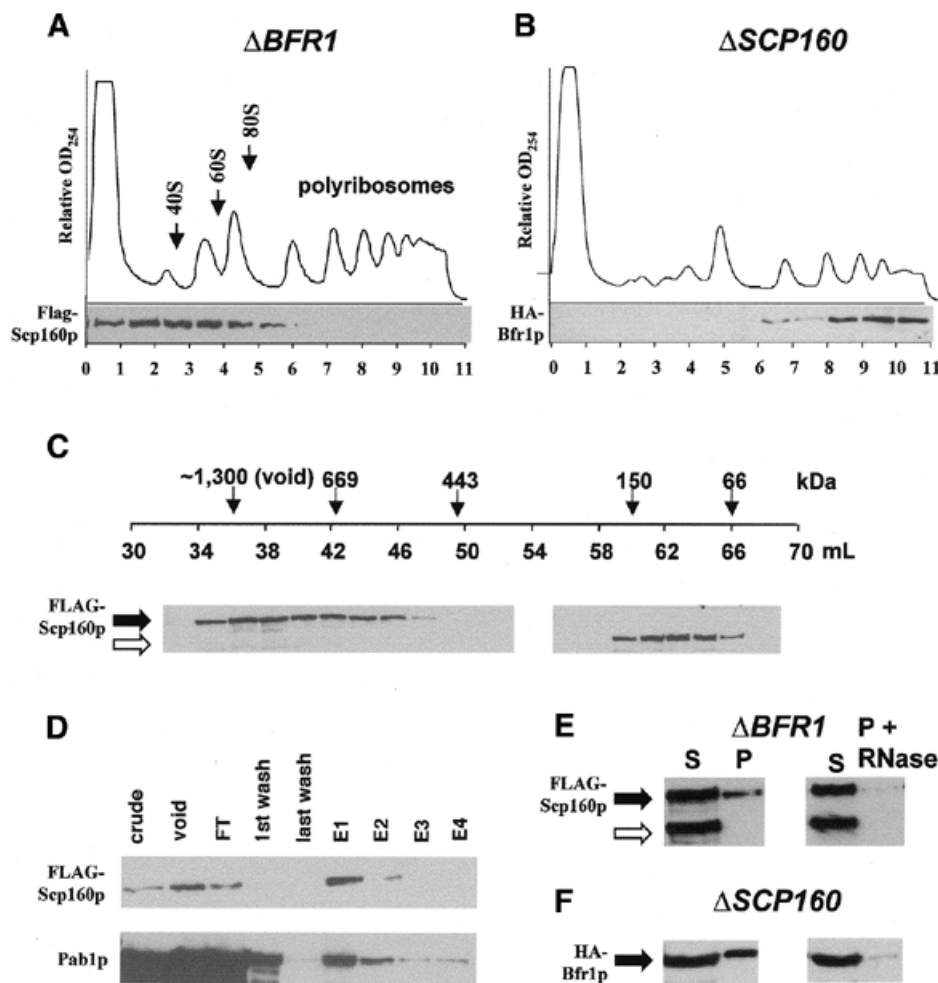 A
ΔBFR1
Relative OD254
40S
60S
80S
polyribosomes
Flag-
Scp160p
0 1 2 3 4 5 6 7 8 9 10 11
B
ΔSCP160
Relative OD254
HA-
Bfr1p
0 1 2 3 4 5 6 7 8 9 10 11
C
~1,300 (void) 669 443 150 66 kDa
30 34 38 42 46 50 54 58 62 66 70 mL
FLAG-
Scp160p
D
crude void FT 1st wash last wash E1 E2 E3 E4
FLAG-
Scp160p
Pab1p
E
ΔBFR1
S P
S P + RNase
FLAG-
Scp160p
F
ΔSCP160
HA-
Bfr1p